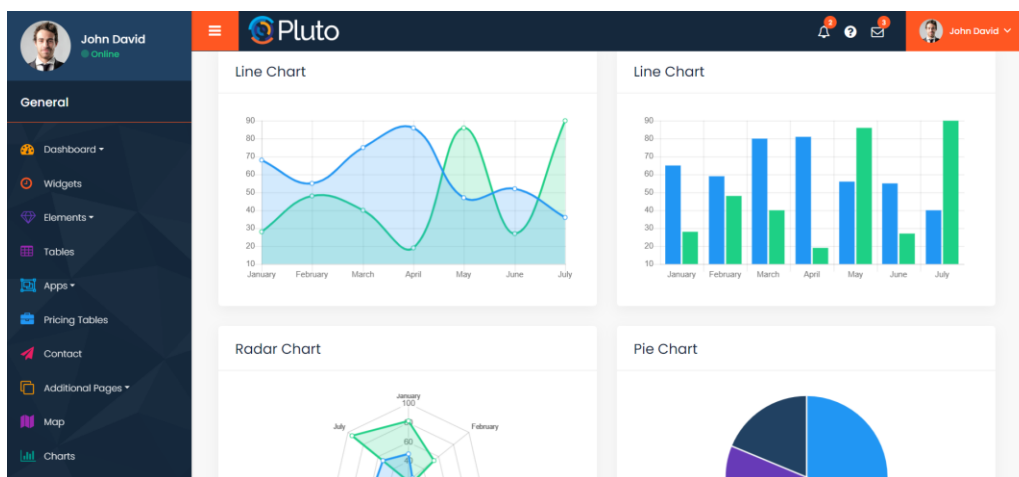 John David
Online
General
Dashboard
Widgets
Elements
Tables
Apps
Pricing Tables
Contact
Additional Pages
Map
Charts
Pluto
2
3
John David
Line Chart
90
80
70
60
50
40
30
20
10
January February March April May June July
Line Chart
90
80
70
60
50
40
30
20
10
January February March April May June July
Radar Chart
January
100
July February
60
Pie Chart